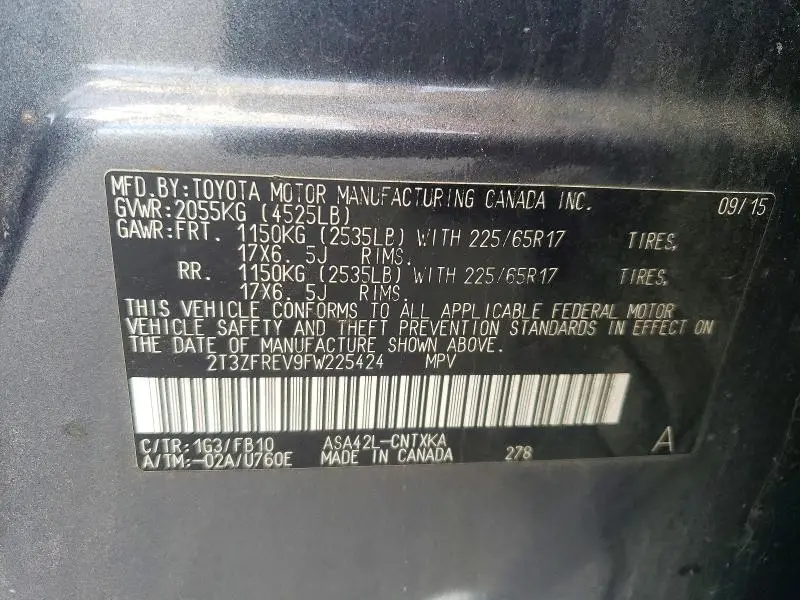 MFD.BY:TOYOTA MOTOR MANUFACTURING CANADA INC. 09/15
GVWR:2055KG (4525LB)
GAWR:FRT. 1150KG (2535LB) WITH 225/65R17 TIRES,
17X6. 5J RIMS.
RR. 1150KG (2535LB) WITH 225/65R17 TIRES,
17X6. 5J RIMS.
THIS VEHICLE CONFORMS TO ALL APPLICABLE FEDERAL MOTOR
VEHICLE SAFETY AND THEFT PREVENTION STANDARDS IN EFFECT ON
THE DATE OF MANUFACTURE SHOWN ABOVE.
2T3ZFREV9FW225424 MPV
C/TR:1G3/FB10 ASA42L-CNTXKA A
A/TM:-02A/U760E MADE IN CANADA 278